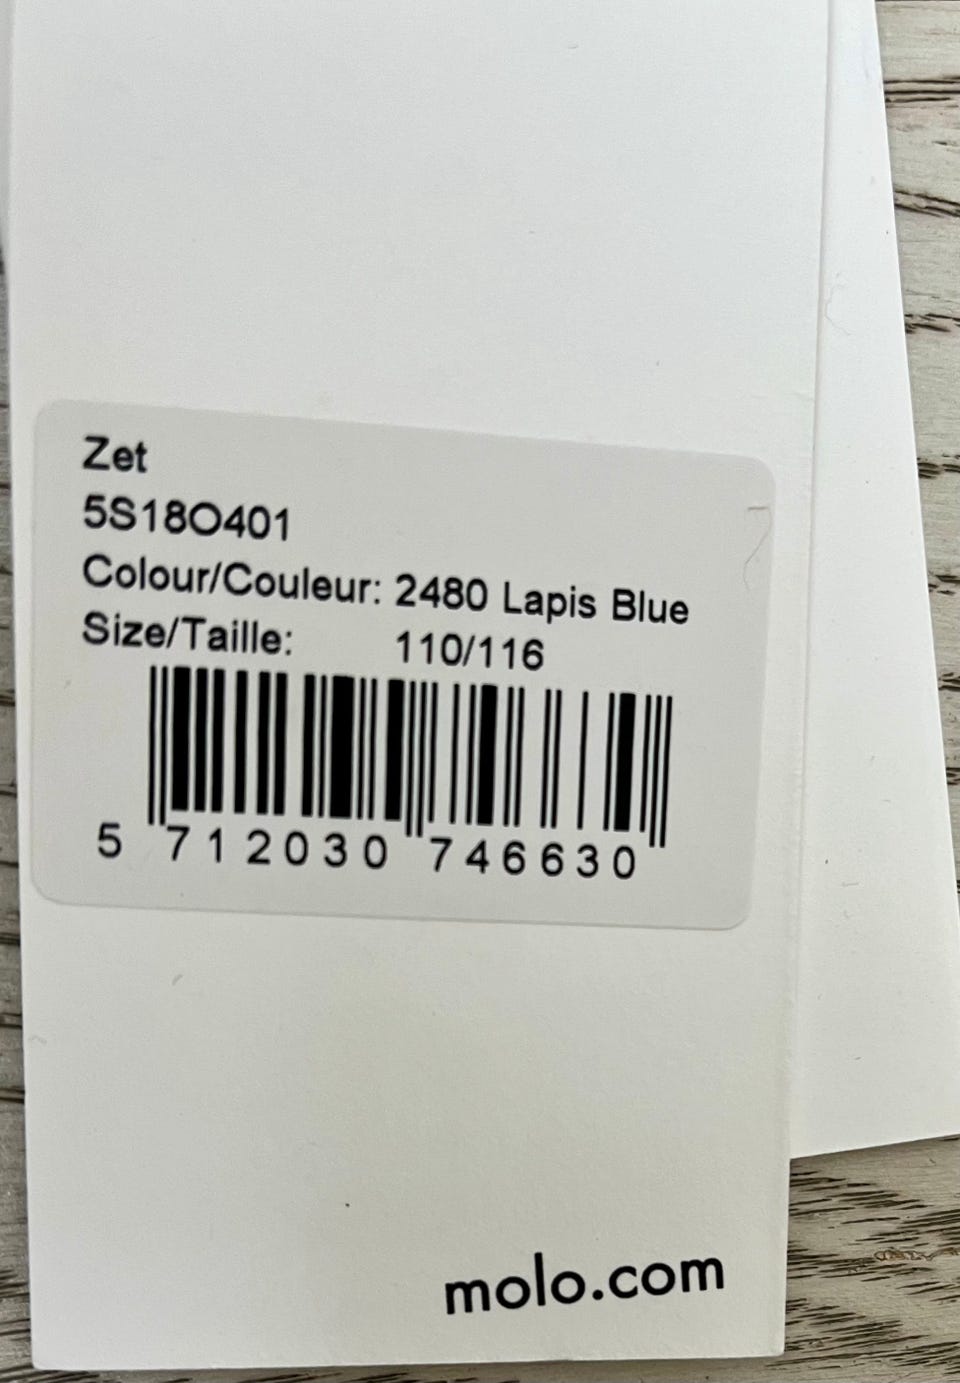 Zet
5S18O401
Colour/Couleur: 2480 Lapis Blue
Size/Taille: 110/116
5 712030 746630
molo.com